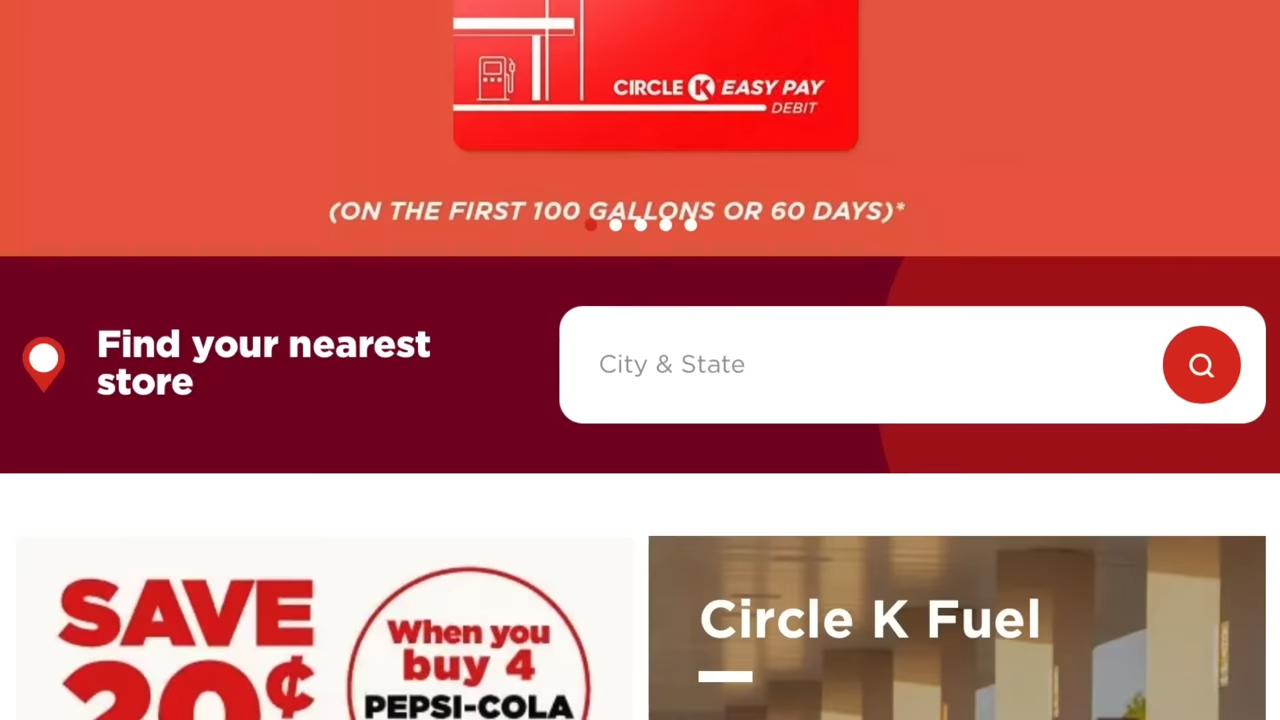 CIRCLE K EASY PAY
DEBIT
(ON THE FIRST 100 GALLONS OR 60 DAYS)*
Find your nearest
store
City & State
SAVE
20¢
When you
buy 4
PEPSI-COLA
Circle K Fuel